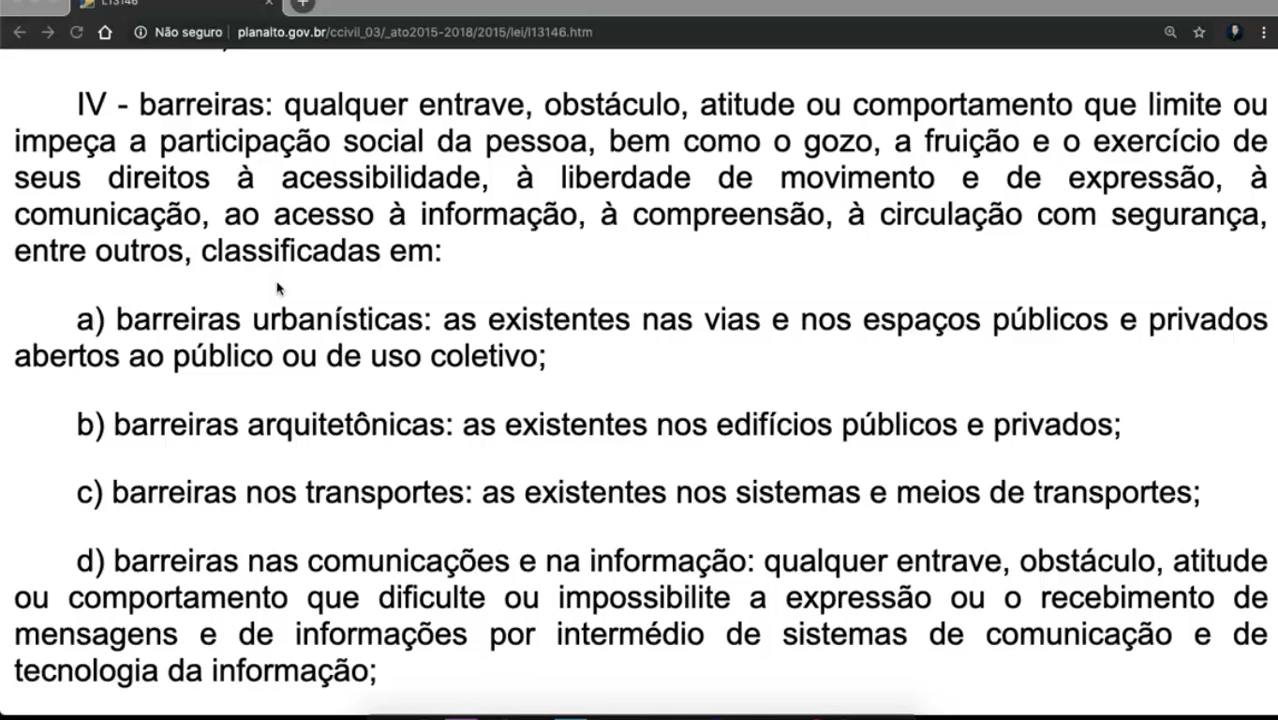 L13146
Não seguro
planalto.gov.br/ccivil_03/_ato2015-2018/2015/lei/l13146.htm
IV - barreiras: qualquer entrave, obstáculo, atitude ou comportamento que limite ou
impeça a participação social da pessoa, bem como o gozo, a fruição e o exercício de
seus direitos à acessibilidade, à liberdade de movimento e de expressão, à
comunicação, ao acesso à informação, à compreensão, à circulação com segurança,
entre outros, classificadas em:
a) barreiras urbanísticas: as existentes nas vias e nos espaços públicos e privados
abertos ao público ou de uso coletivo;
b) barreiras arquitetônicas: as existentes nos edifícios públicos e privados;
c) barreiras nos transportes: as existentes nos sistemas e meios de transportes;
d) barreiras nas comunicações e na informação: qualquer entrave, obstáculo, atitude
ou comportamento que dificulte ou impossibilite a expressão ou o recebimento de
mensagens e de informações por intermédio de sistemas de comunicação e de
tecnologia da informação;